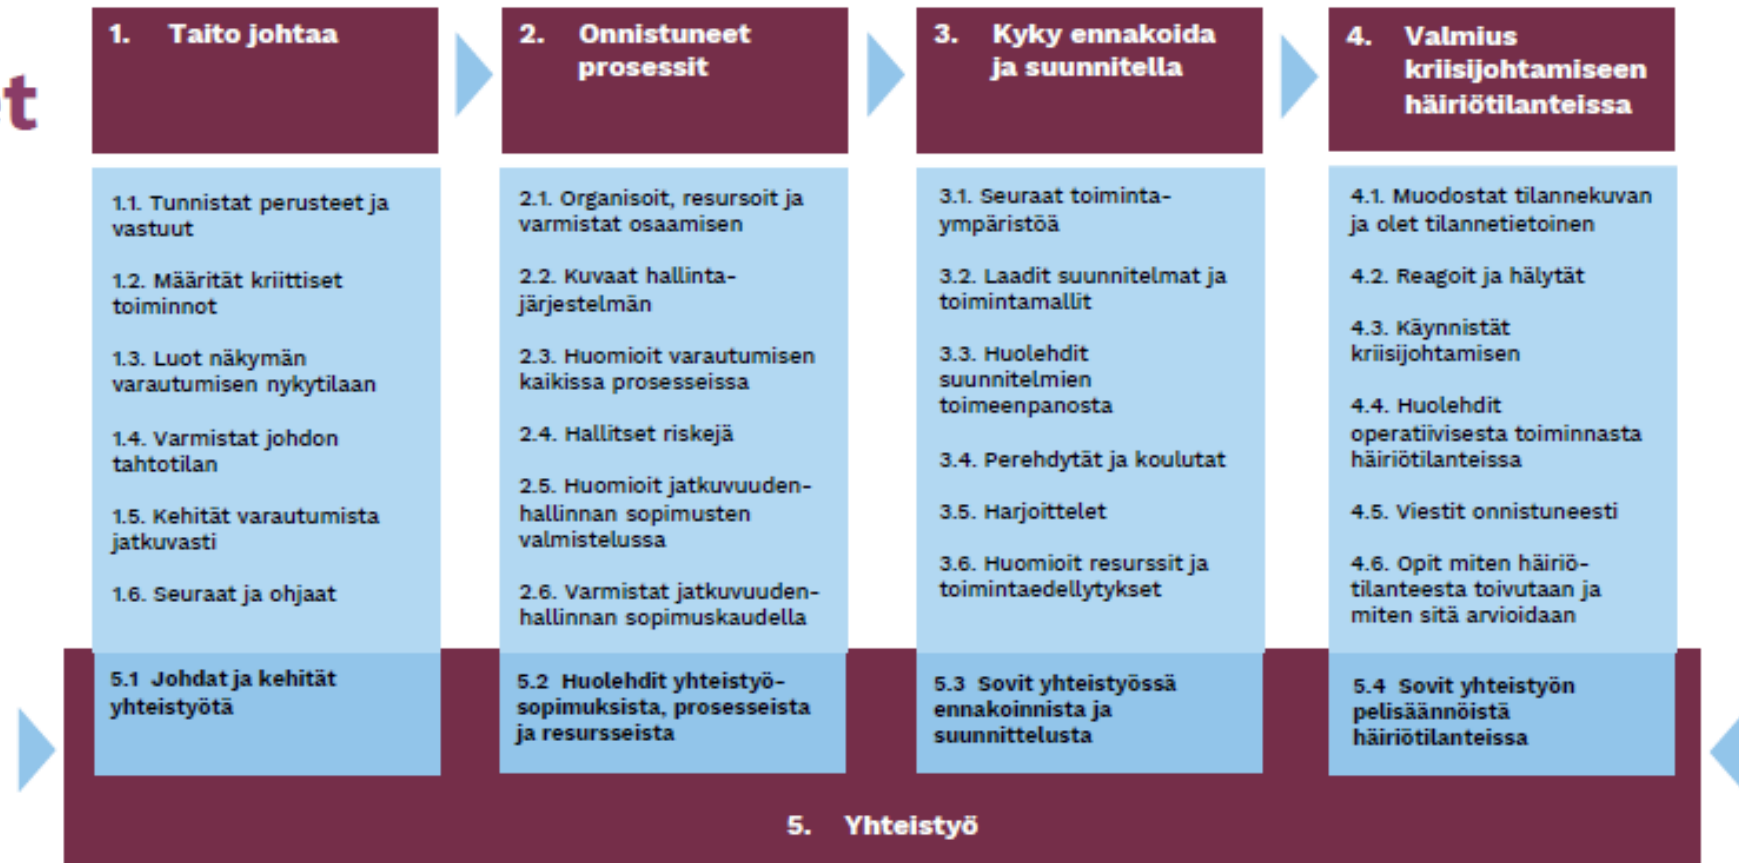 et
1. Taito johtaa
1.1. Tunnistat perusteet ja
vastuut
1.2. Määrität kriittiset
toiminnot
1.3. Luot näkymän
varautumisen nykytilaan
1.4. Varmistat johdon
tahtotilan
1.5. Kehität varautumista
jatkuvasti
1.6. Seuraat ja ohjaat
5.1 Johdat ja kehität
yhteistyötä
2. Onnistuneet
prosessit
2.1. Organisoit, resursoit ja
varmistat osaamisen
2.2. Kuvaat hallinta-
järjestelmän
2.3. Huomioit varautumisen
kaikissa prosesseissa
2.4. Hallitset riskejä
2.5. Huomioit jatkuvuuden-
hallinnan sopimusten
valmistelussa
2.6. Varmistat jatkuvuuden-
hallinnan sopimuskaudella
5.2 Huolehdit yhteistyö-
sopimuksista, prosesseista
ja resursseista
3. Kyky ennakoida
ja suunnitella
3.1. Seuraat toiminta-
ympäristöä
3.2. Laadit suunnitelmat ja
toimintamallit
3.3. Huolehdit
suunnitelmien
toimeenpanosta
3.4. Perehdytät ja koulutat
3.5. Harjoittelet
3.6. Huomioit resurssit ja
toimintaedellytykset
5.3 Sovit yhteistyössä
ennakoinnista ja
suunnittelusta
4. Valmius
kriisijohtamiseen
häiriötilanteissa
4.1. Muodostat tilannekuvan
ja olet tilannetietoinen
4.2. Reagoit ja hälytät
4.3. Käynnistät
kriisijohtamisen
4.4. Huolehdit
operatiivisesta toiminnasta
häiriötilanteissa
4.5. Viestit onnistuneesti
4.6. Opit miten häiriö-
tilanteesta toivutaan ja
miten sitä arvioidaan
5.4 Sovit yhteistyön
pelisäännöistä
häiriötilanteissa
5. Yhteistyö